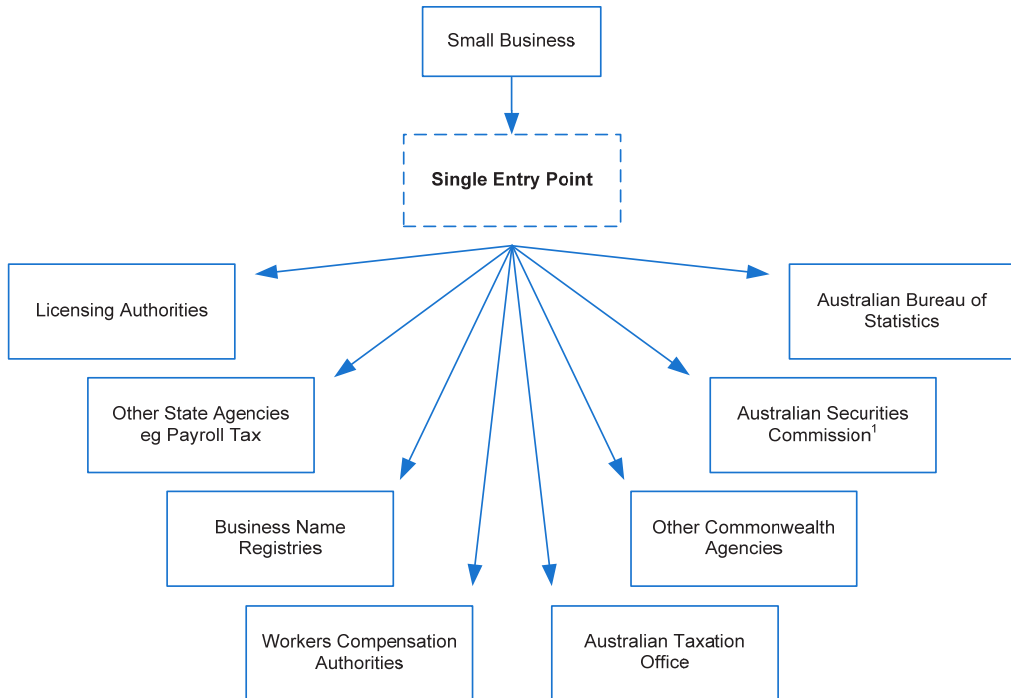 Small Business
Single Entry Point
Licensing Authorities
Australian Bureau of
Statistics
Other State Agencies
eg Payroll Tax
Australian Securities
Commission¹
Business Name
Registries
Other Commonwealth
Agencies
Workers Compensation
Authorities
Australian Taxation
Office